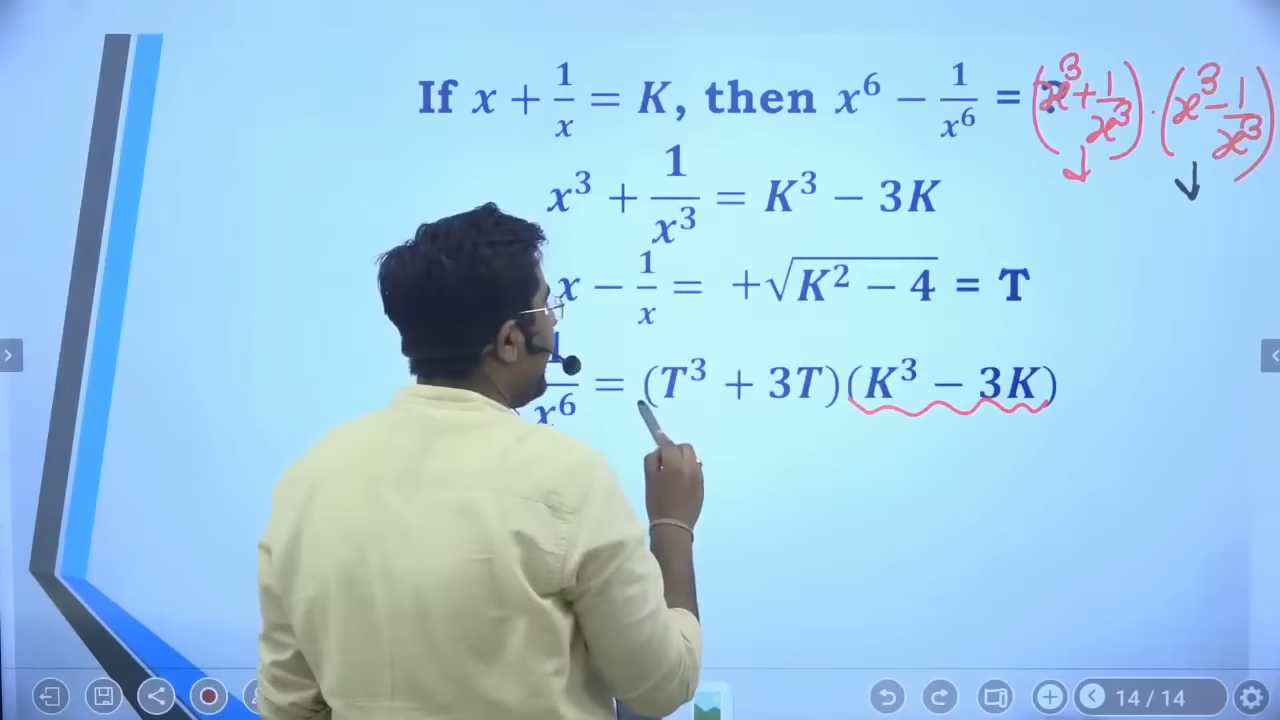 If x + 1/x = K, then x⁶ − 1/x⁶ = ? (x³ + 1/x³) · (x³ − 1/x³)
x³ + 1/x³ = K³ − 3K
x − 1/x = +√(K² − 4) = T
1/x⁶ = (T³ + 3T)(K³ − 3K)
14 / 14